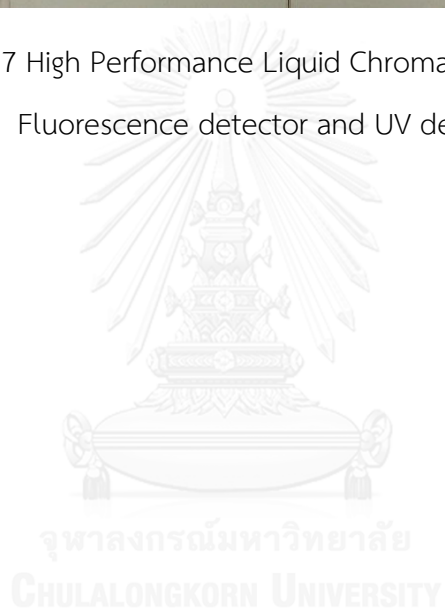 7 High Performance Liquid Chroma
Fluorescence detector and UV de
จุฬาลงกรณ์มหาวิทยาลัย
CHULALONGKORN UNIVERSITY